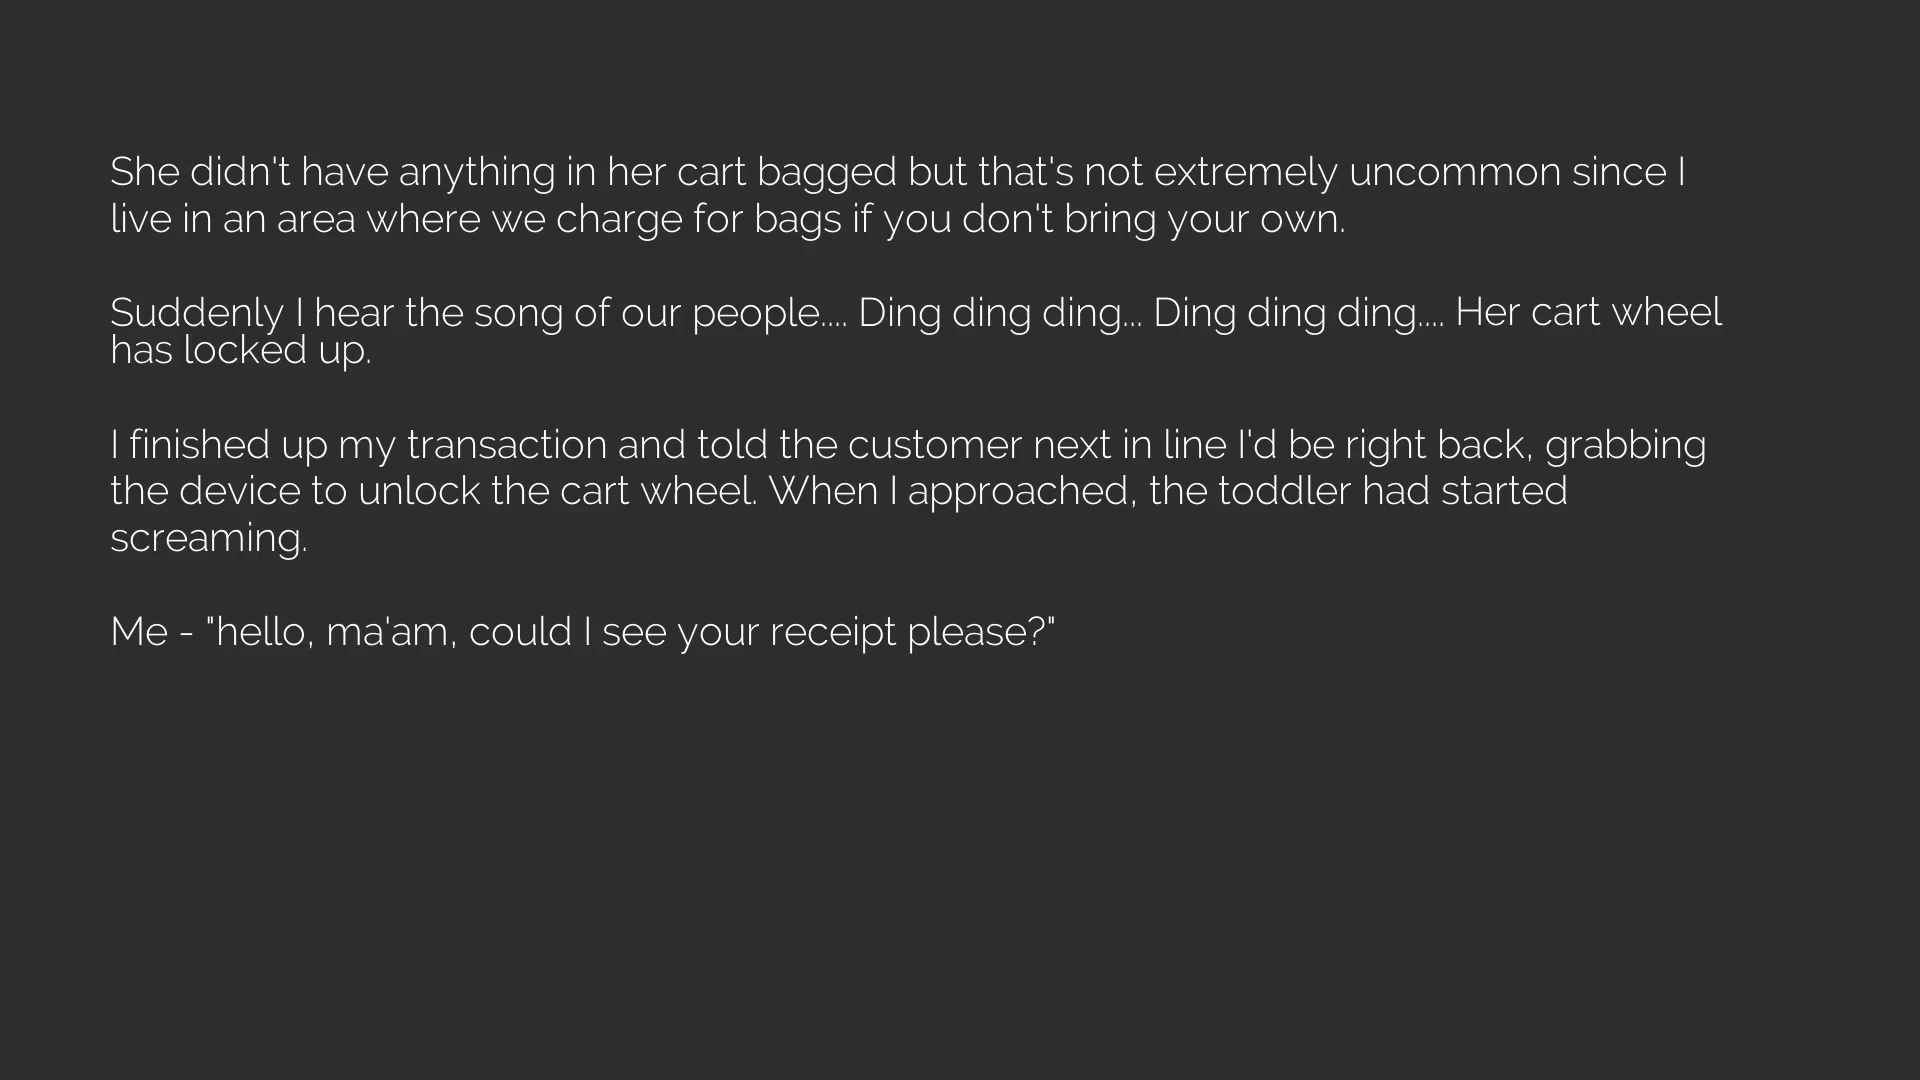 She didn't have anything in her cart bagged but that's not extremely uncommon since I
live in an area where we charge for bags if you don't bring your own.
Suddenly I hear the song of our people.... Ding ding ding... Ding ding ding.... Her cart wheel
has locked up.
I finished up my transaction and told the customer next in line I'd be right back, grabbing
the device to unlock the cart wheel. When I approached, the toddler had started
screaming.
Me - "hello, ma'am, could I see your receipt please?"